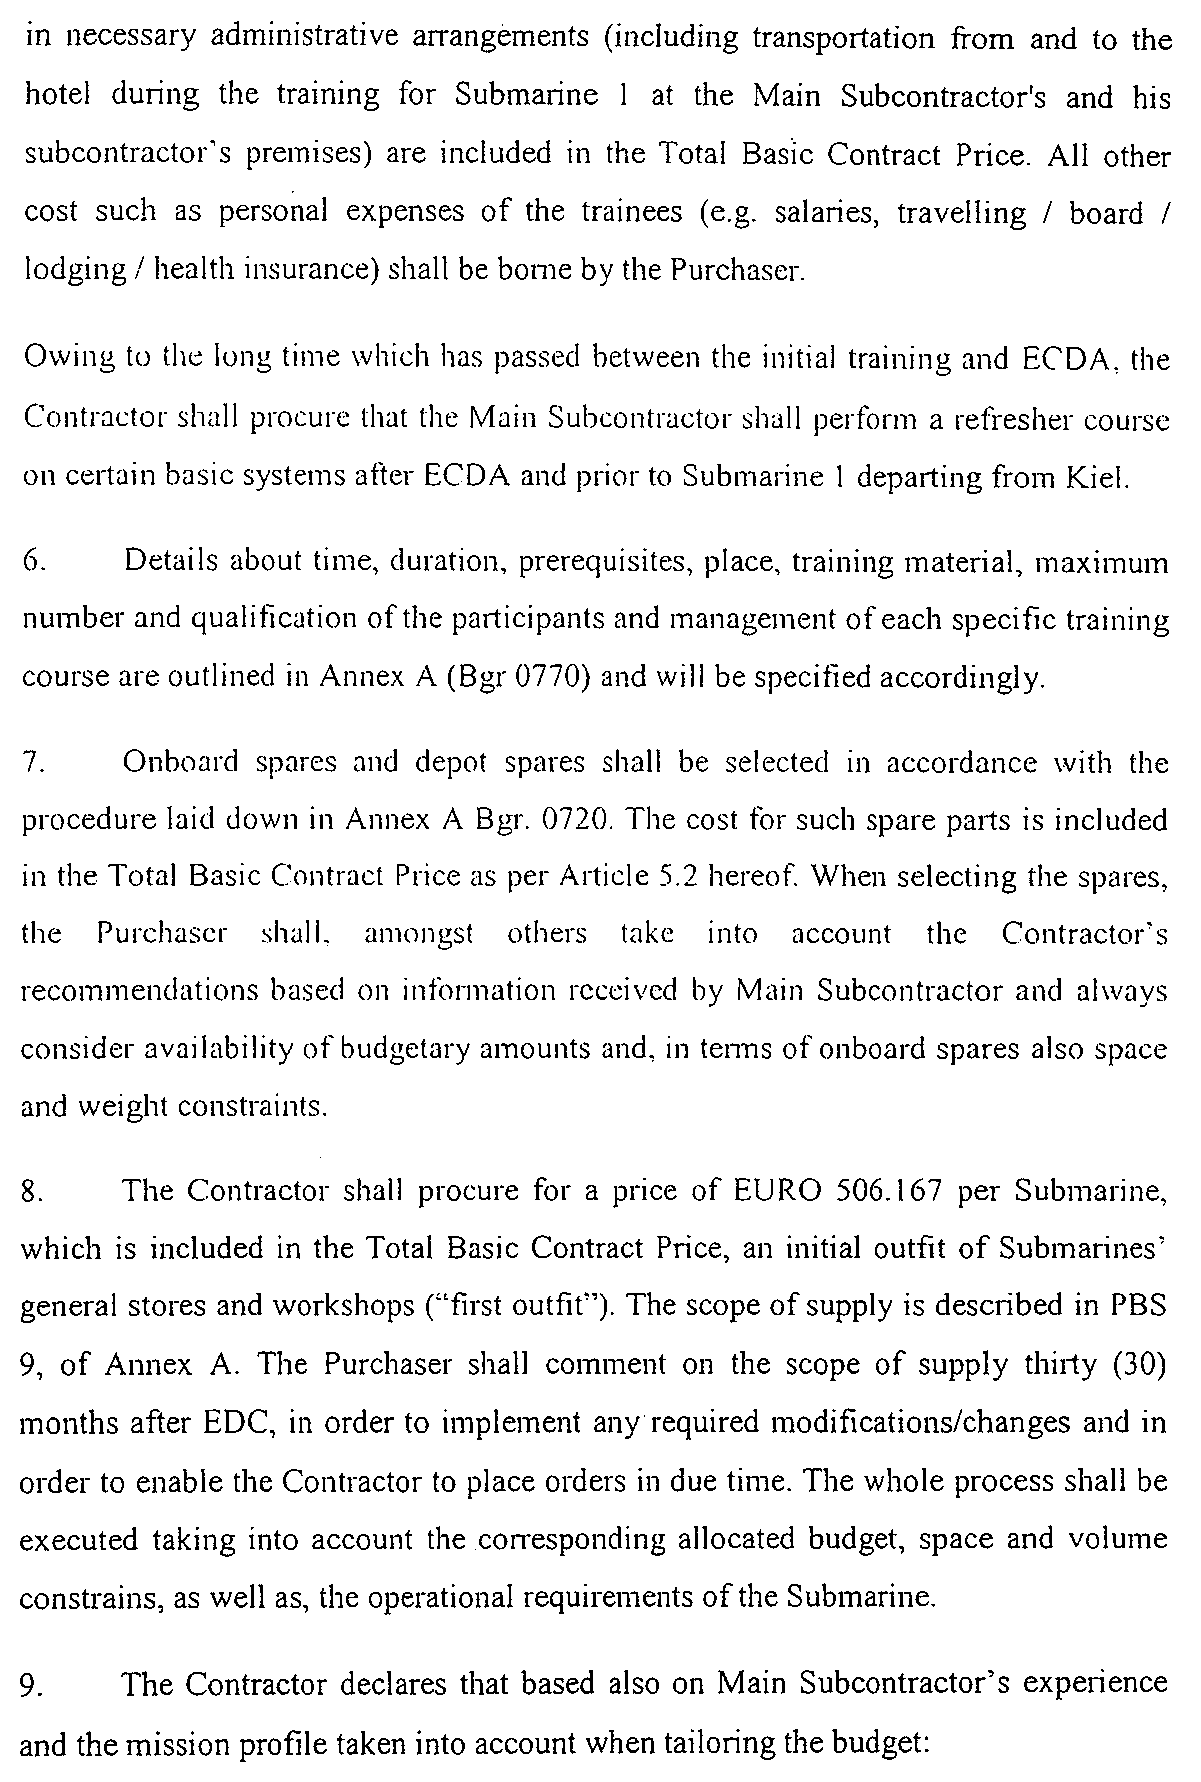 in necessary administrative arrangements (including transportation from and to the
hotel during the training for Submarine 1 at the Main Subcontractor's and his
subcontractor's premises) are included in the Total Basic Contract Price. All other
cost such as personal expenses of the trainees (e.g. salaries, travelling / board /
lodging / health insurance) shall be borne by the Purchaser.
Owing to the long time which has passed between the initial training and ECDA, the
Contractor shall procure that the Main Subcontractor shall perform a refresher course
on certain basic systems after ECDA and prior to Submarine 1 departing from Kiel.
6. Details about time, duration, prerequisites, place, training material, maximum
number and qualification of the participants and management of each specific training
course are outlined in Annex A (Bgr 0770) and will be specified accordingly.
7. Onboard spares and depot spares shall be selected in accordance with the
procedure laid down in Annex A Bgr. 0720. The cost for such spare parts is included
in the Total Basic Contract Price as per Article 5.2 hereof. When selecting the spares,
the Purchaser shall, amongst others take into account the Contractor's
recommendations based on information received by Main Subcontractor and always
consider availability of budgetary amounts and, in terms of onboard spares also space
and weight constraints.
8. The Contractor shall procure for a price of EURO 506.167 per Submarine,
which is included in the Total Basic Contract Price, an initial outfit of Submarines'
general stores and workshops (“first outfit”). The scope of supply is described in PBS
9, of Annex A. The Purchaser shall comment on the scope of supply thirty (30)
months after EDC, in order to implement any required modifications/changes and in
order to enable the Contractor to place orders in due time. The whole process shall be
executed taking into account the corresponding allocated budget, space and volume
constrains, as well as, the operational requirements of the Submarine.
9. The Contractor declares that based also on Main Subcontractor's experience
and the mission profile taken into account when tailoring the budget: